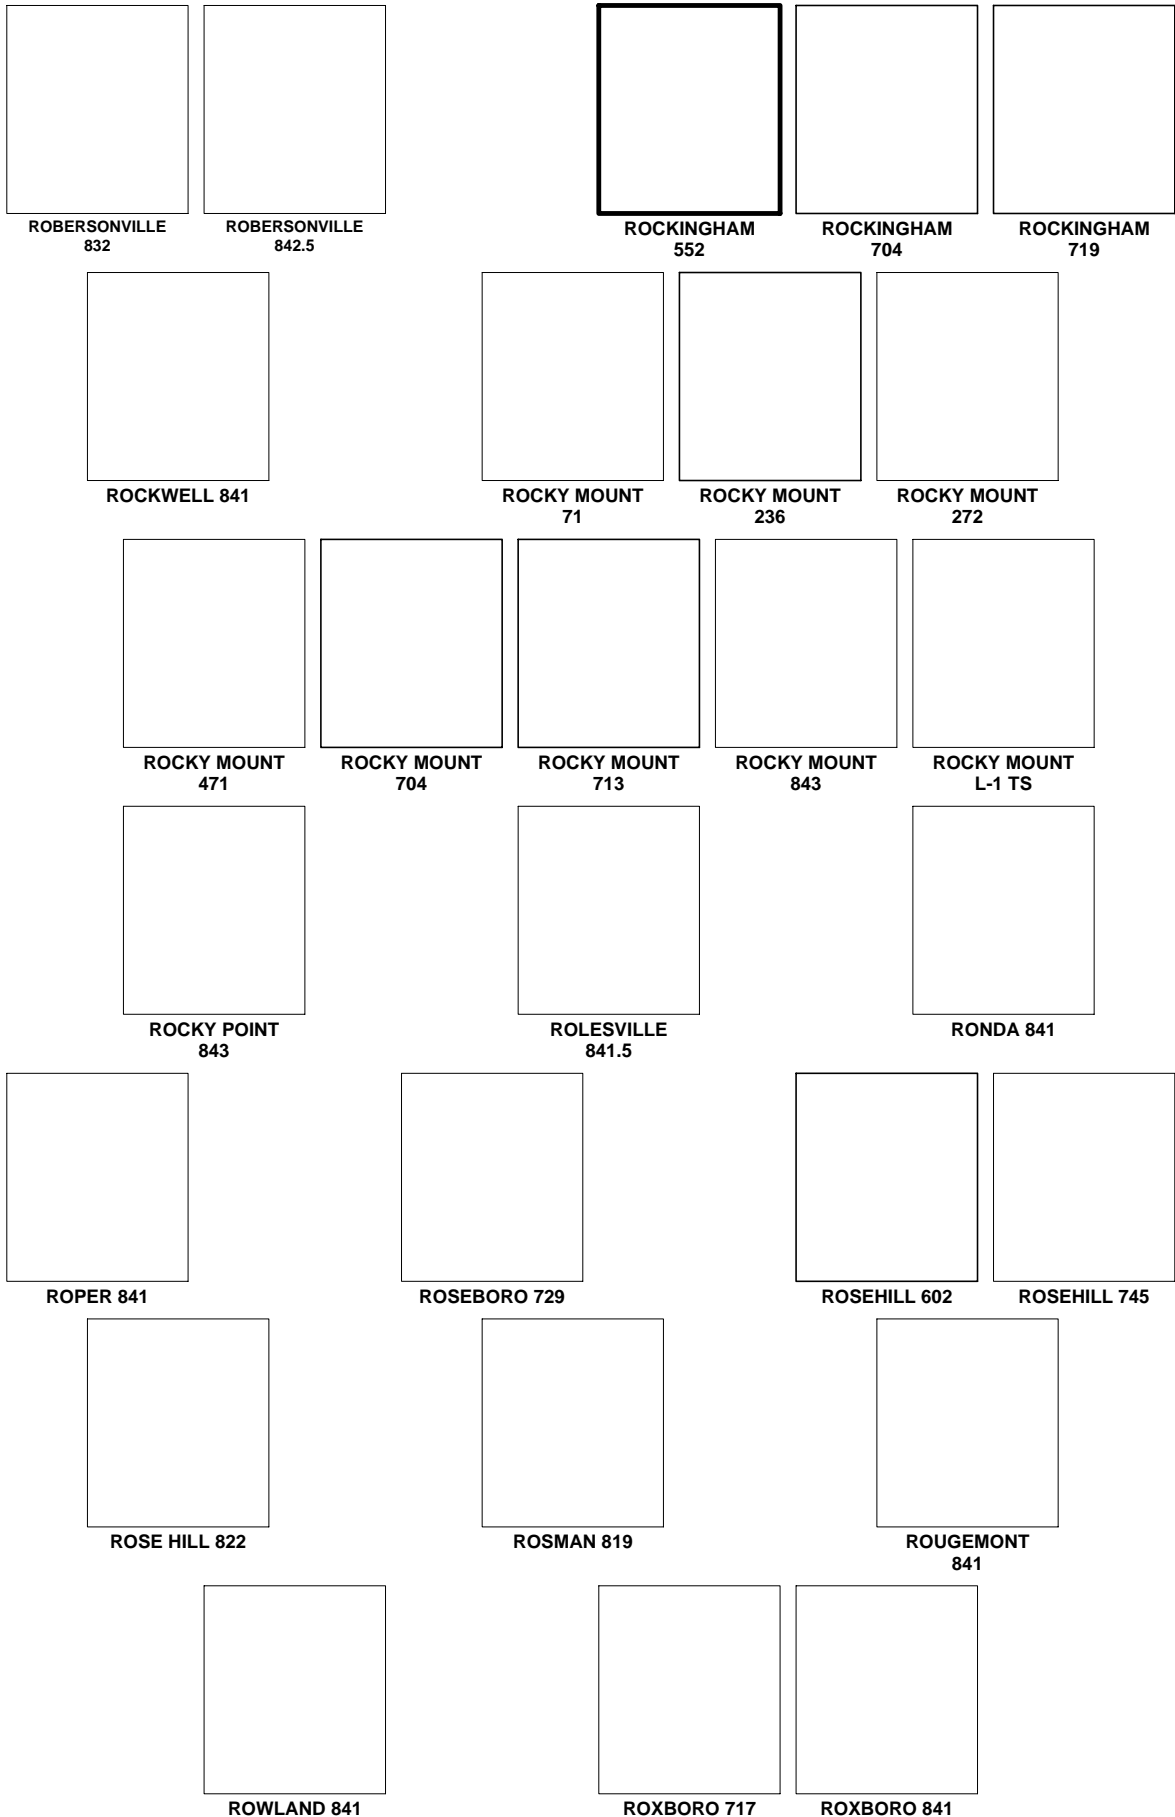 ROBERSONVILLE
832
ROBERSONVILLE
842.5
ROCKINGHAM
552
ROCKINGHAM
704
ROCKINGHAM
719
ROCKWELL 841
ROCKY MOUNT
71
ROCKY MOUNT
236
ROCKY MOUNT
272
ROCKY MOUNT
471
ROCKY MOUNT
704
ROCKY MOUNT
713
ROCKY MOUNT
843
ROCKY MOUNT
L-1 TS
ROCKY POINT
843
ROLESVILLE
841.5
RONDA 841
ROPER 841
ROSEBORO 729
ROSEHILL 602
ROSEHILL 745
ROSE HILL 822
ROSMAN 819
ROUGEMONT
841
ROWLAND 841
ROXBORO 717
ROXBORO 841